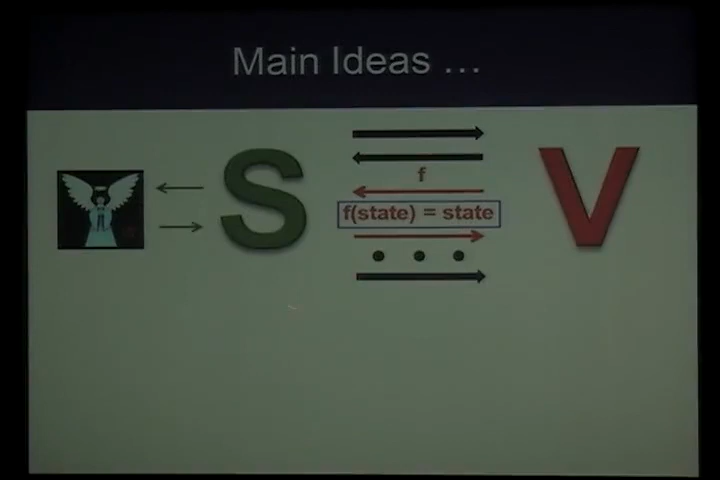 Main Ideas ...
S
V
f
f(state) = state